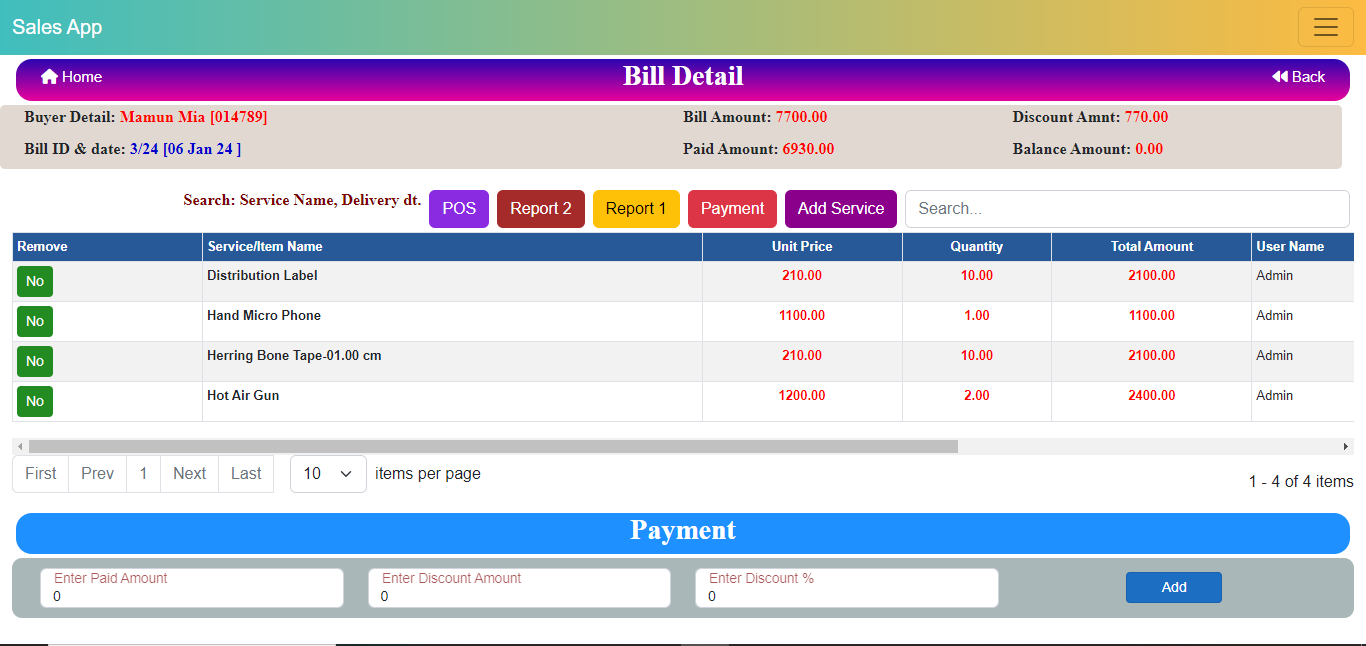 Sales App
Home Bill Detail Back
Buyer Detail: Mamun Mia [014789] Bill Amount: 7700.00 Discount Amnt: 770.00
Bill ID & date: 3/24 [06 Jan 24 ] Paid Amount: 6930.00 Balance Amount: 0.00
Search: Service Name, Delivery dt. POS Report 2 Report 1 Payment Add Service Search...
Remove Service/Item Name Unit Price Quantity Total Amount User Name
No Distribution Label 210.00 10.00 2100.00 Admin
No Hand Micro Phone 1100.00 1.00 1100.00 Admin
No Herring Bone Tape-01.00 cm 210.00 10.00 2100.00 Admin
No Hot Air Gun 1200.00 2.00 2400.00 Admin
First Prev 1 Next Last 10 items per page 1 - 4 of 4 items
Payment
Enter Paid Amount Enter Discount Amount Enter Discount %
0 0 0 Add